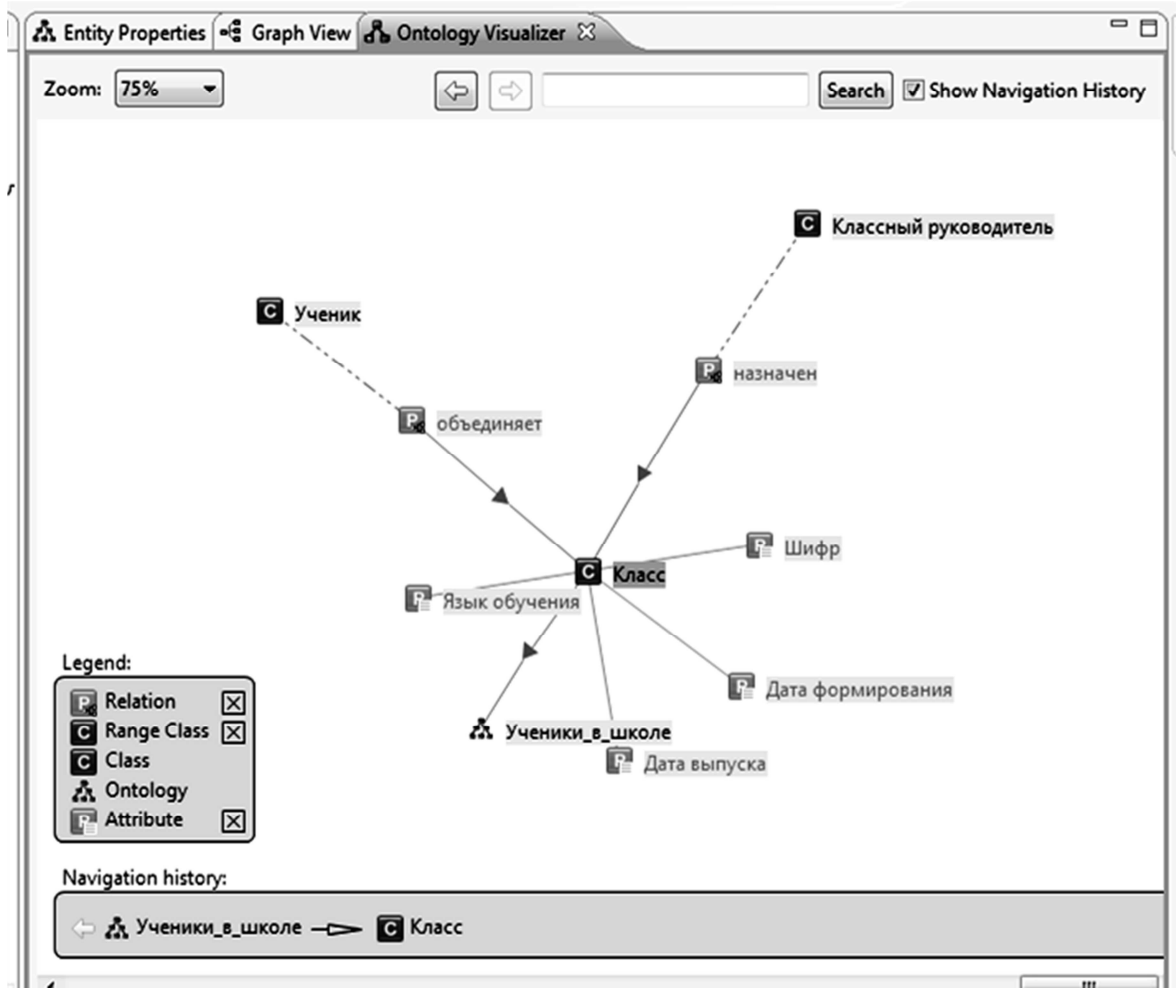 Entity Properties Graph View Ontology Visualizer
Zoom: 75% Search Show Navigation History
Классный руководитель
Ученик
назначен
объединяет
Шифр
Класс
Язык обучения
Дата формирования
Ученики_в_школе
Дата выпуска
Legend:
Relation
Range Class
Class
Ontology
Attribute
Navigation history:
Ученики_в_школе Класс